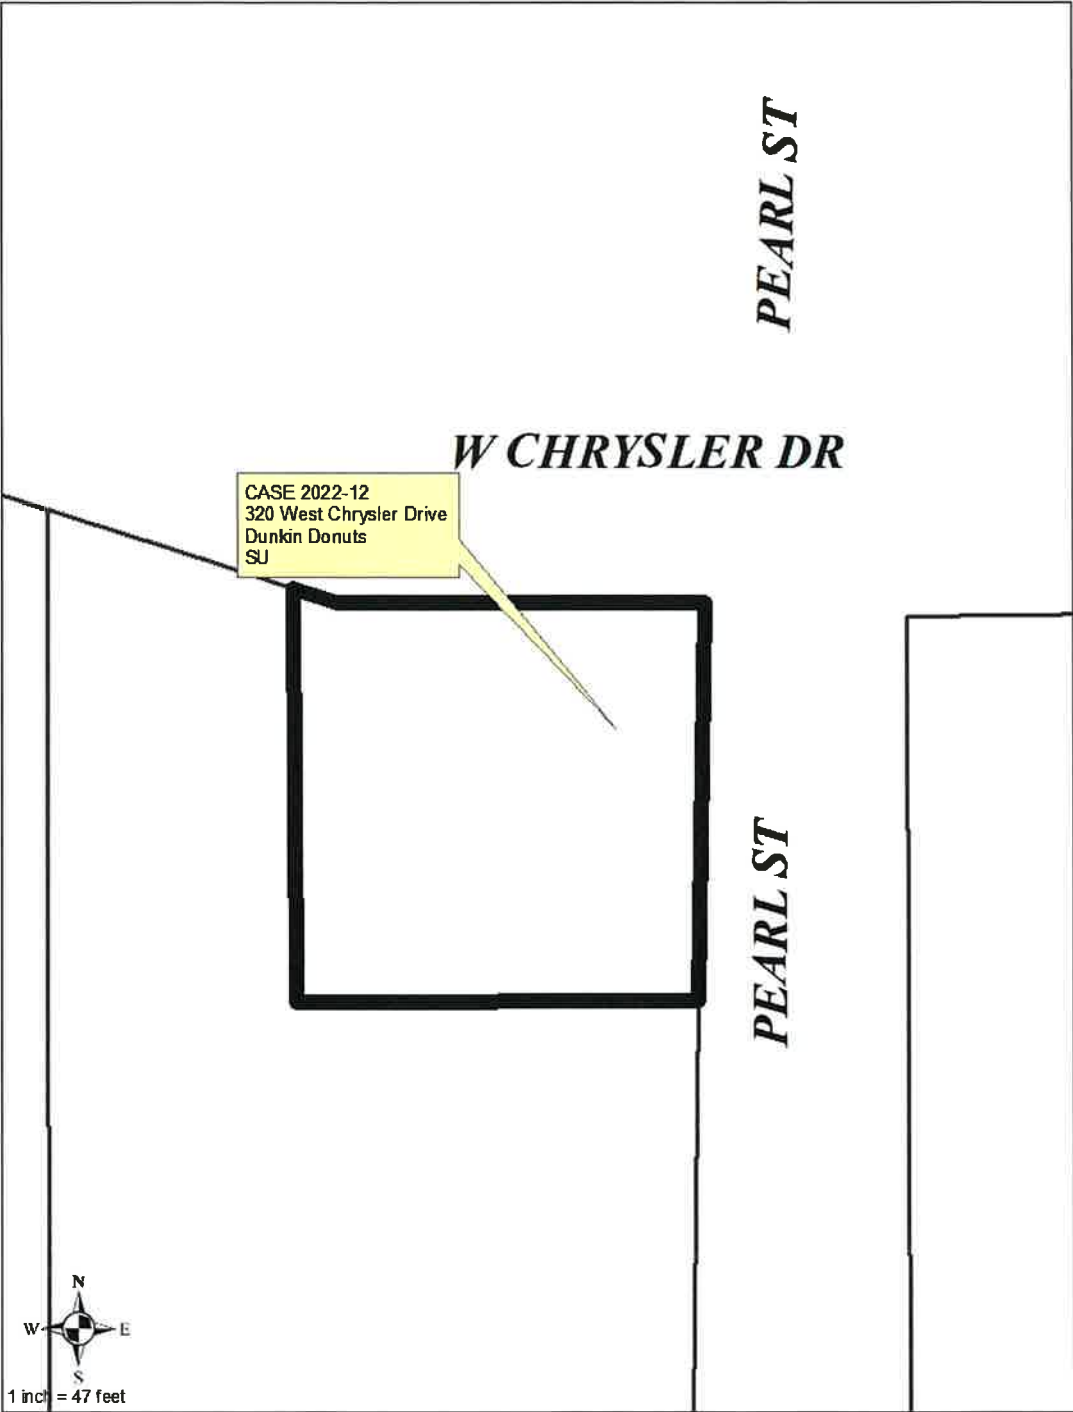 PEARL ST
W CHRYSLER DR
CASE 2022-12
320 West Chrysler Drive
Dunkin Donuts
SU
PEARL ST
N
W E
S
1 inch = 47 feet